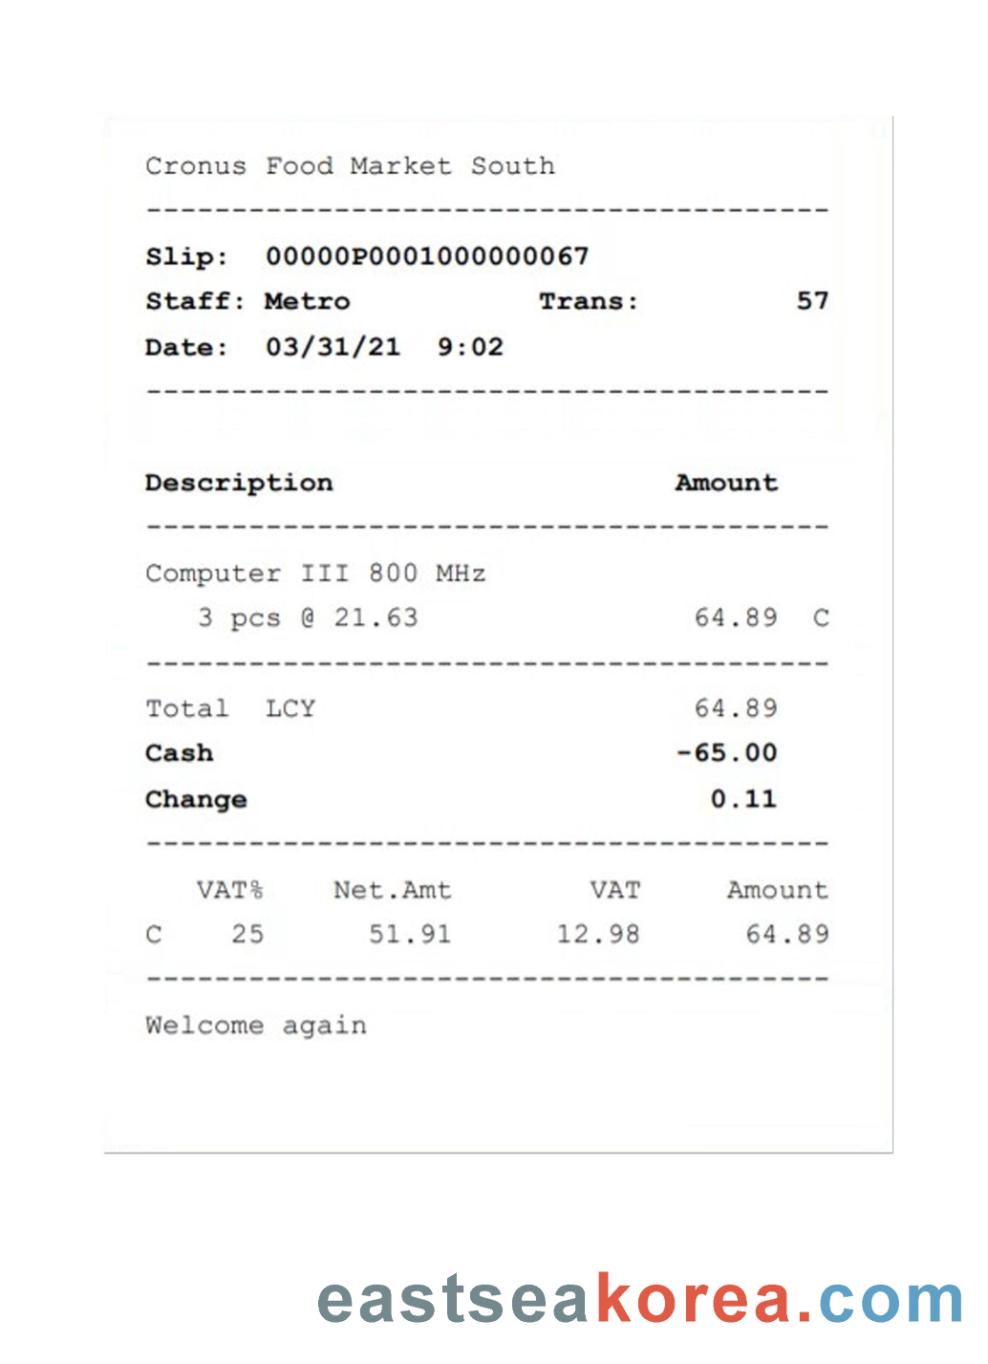 Cronus Food Market South
----------------------------------------
Slip: 00000P0001000000067
Staff: Metro Trans: 57
Date: 03/31/21 9:02
----------------------------------------
Description Amount
----------------------------------------
Computer III 800 MHz
3 pcs @ 21.63 64.89 C
----------------------------------------
Total LCY 64.89
Cash -65.00
Change 0.11
----------------------------------------
VAT% Net.Amt VAT Amount
C 25 51.91 12.98 64.89
----------------------------------------
Welcome again
eastseakorea.com